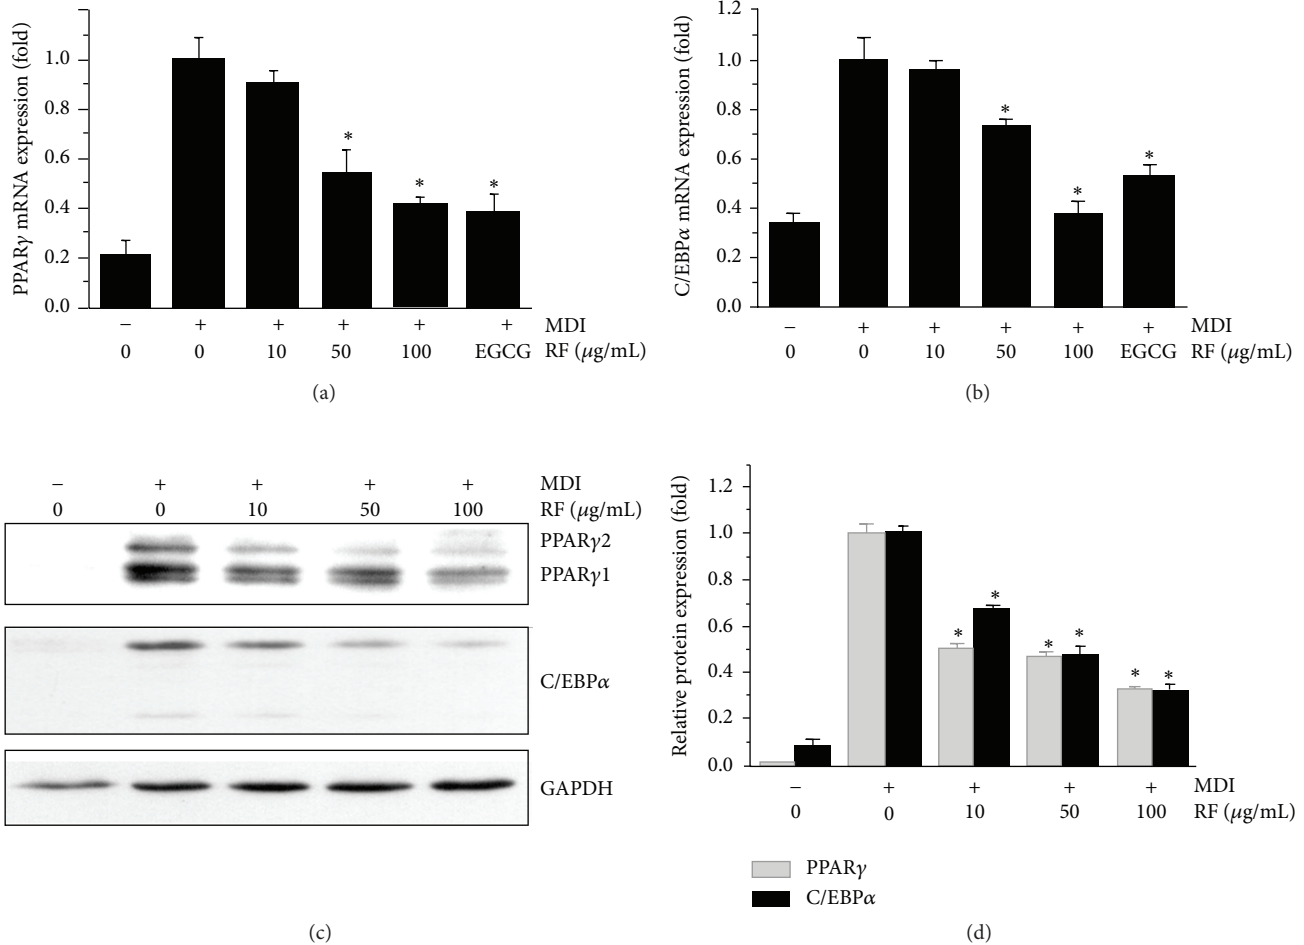 PPARγ mRNA expression (fold)
1.0
0.8
0.6
0.4
0.2
0.0
* * *
− + + + + + MDI
0 0 10 50 100 EGCG RF (μg/mL)
(a)
C/EBPα mRNA expression (fold)
1.2
1.0
0.8
0.6
0.4
0.2
0.0
* * *
− + + + + + MDI
0 0 10 50 100 EGCG RF (μg/mL)
(b)
− + + + + MDI
0 0 10 50 100 RF (μg/mL)
PPARγ2
PPARγ1
C/EBPα
GAPDH
(c)
Relative protein expression (fold)
1.2
1.0
0.8
0.6
0.4
0.2
0.0
* * * * * *
− + + + + MDI
0 0 10 50 100 RF (μg/mL)
PPARγ
C/EBPα
(d)